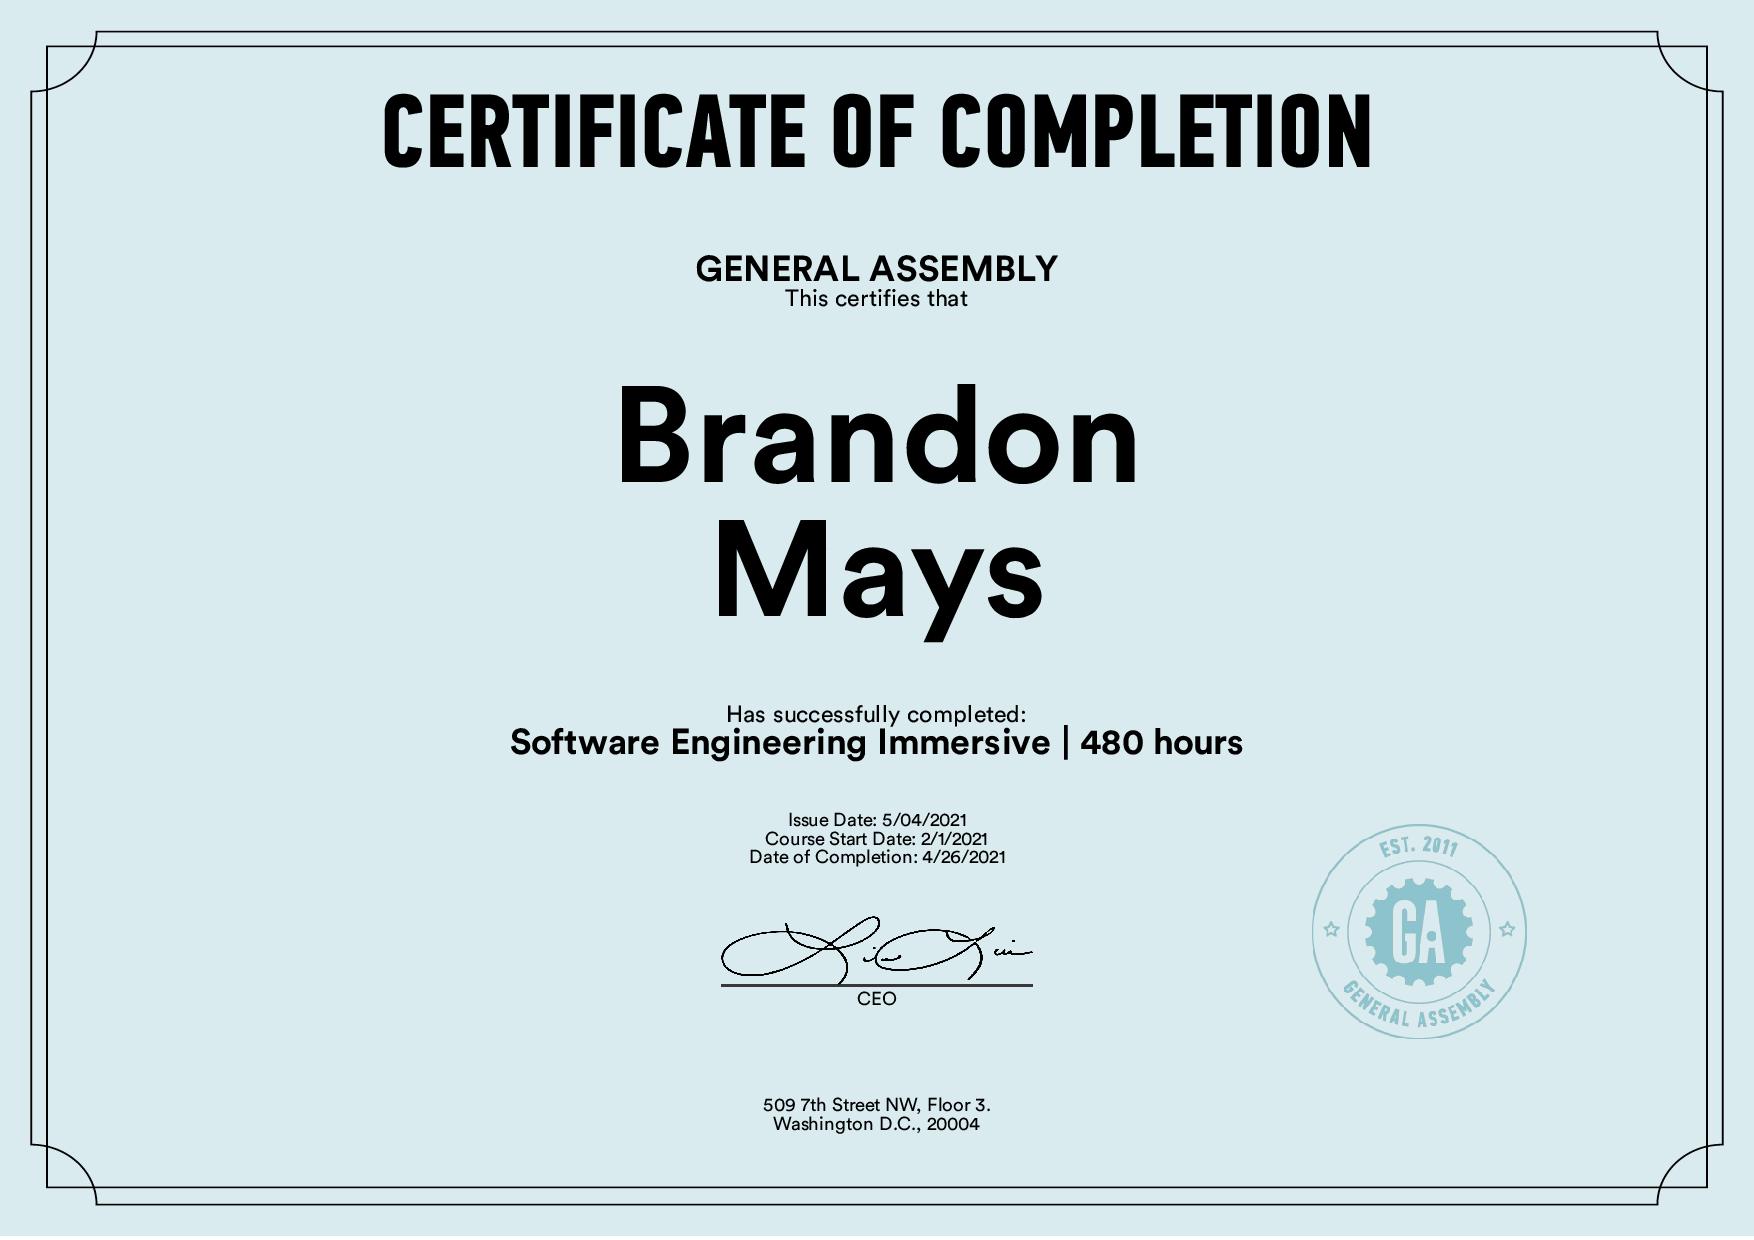 CERTIFICATE OF COMPLETION
GENERAL ASSEMBLY
This certifies that
Brandon
Mays
Has successfully completed:
Software Engineering Immersive | 480 hours
Issue Date: 5/04/2021
Course Start Date: 2/1/2021
Date of Completion: 4/26/2021
CEO
EST. 2011
GA
GENERAL ASSEMBLY
509 7th Street NW, Floor 3.
Washington D.C., 20004